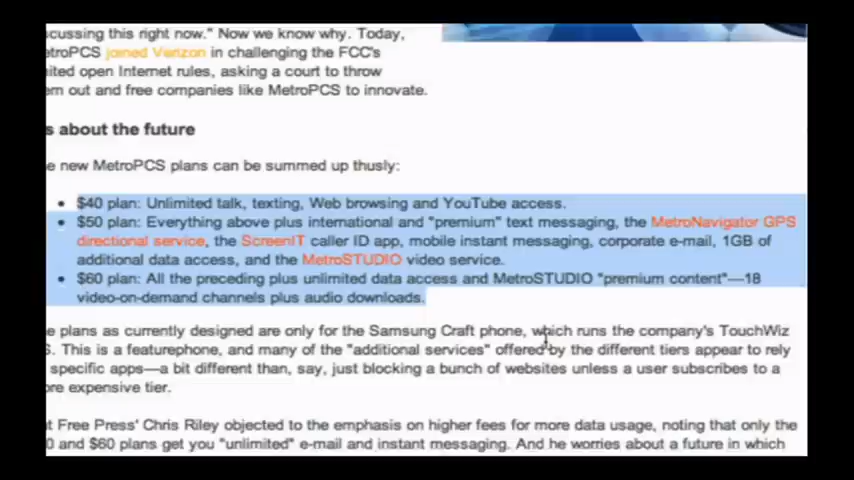 cussing this right now." Now we know why. Today,
etroPCS joined Verizon in challenging the FCC's
ited open Internet rules, asking a court to throw
em out and free companies like MetroPCS to innovate.
s about the future
e new MetroPCS plans can be summed up thusly:
• $40 plan: Unlimited talk, texting, Web browsing and YouTube access.
• $50 plan: Everything above plus international and "premium" text messaging, the MetroNavigator GPS
directional service, the ScreenIT caller ID app, mobile instant messaging, corporate e-mail, 1GB of
additional data access, and the MetroSTUDIO video service.
• $60 plan: All the preceding plus unlimited data access and MetroSTUDIO "premium content"—18
video-on-demand channels plus audio downloads.
e plans as currently designed are only for the Samsung Craft phone, which runs the company's TouchWiz
S. This is a featurephone, and many of the "additional services" offered by the different tiers appear to rely
specific apps—a bit different than, say, just blocking a bunch of websites unless a user subscribes to a
ore expensive tier.
t Free Press' Chris Riley objected to the emphasis on higher fees for more data usage, noting that only the
0 and $60 plans get you "unlimited" e-mail and instant messaging. And he worries about a future in which